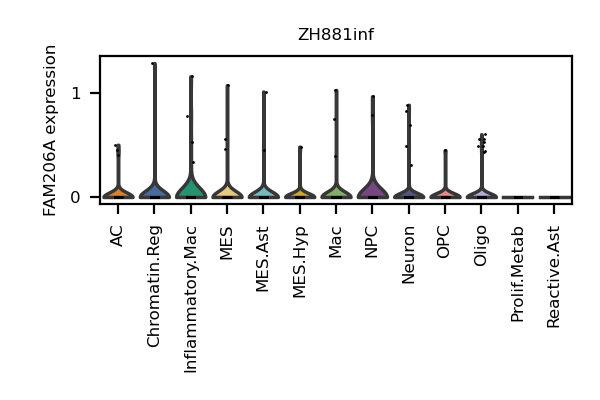 ZH881inf
FAM206A expression
1
0
AC
Chromatin.Reg
Inflammatory.Mac
MES
MES.Ast
MES.Hyp
Mac
NPC
Neuron
OPC
Oligo
Prolif.Metab
Reactive.Ast